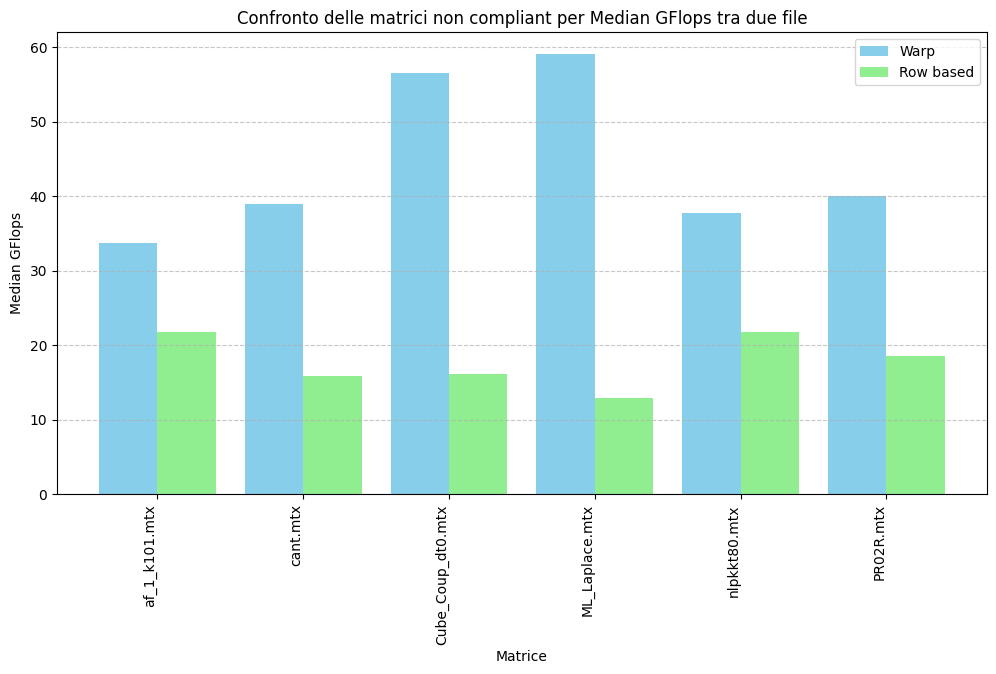 Confronto delle matrici non compliant per Median GFlops tra due file
Warp
Row based
Median GFlops
60
50
40
30
20
10
0
af_1_k101.mtx
cant.mtx
Cube_Coup_dt0.mtx
ML_Laplace.mtx
nlpkkt80.mtx
PR02R.mtx
Matrice